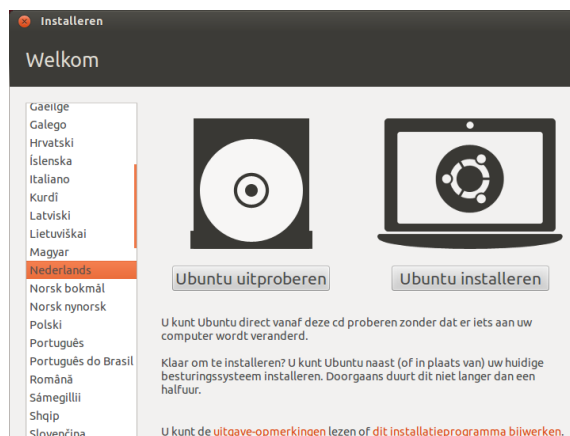 Installeren
Welkom
Gaeilge
Galego
Hrvatski
Íslenska
Italiano
Kurdî
Latviski
Lietuviškai
Magyar
Nederlands
Norsk bokmål
Norsk nynorsk
Polski
Português
Português do Brasil
Română
Sámegillii
Shqip
Slovenčina
Ubuntu uitproberen
Ubuntu installeren
U kunt Ubuntu direct vanaf deze cd proberen zonder dat er iets aan uw
computer wordt veranderd.
Klaar om te installeren? U kunt Ubuntu naast (of in plaats van) uw huidige
besturingssysteem installeren. Doorgaans duurt dit niet langer dan een
halfuur.
U kunt de uitgave-opmerkingen lezen of dit installatieprogramma bijwerken.